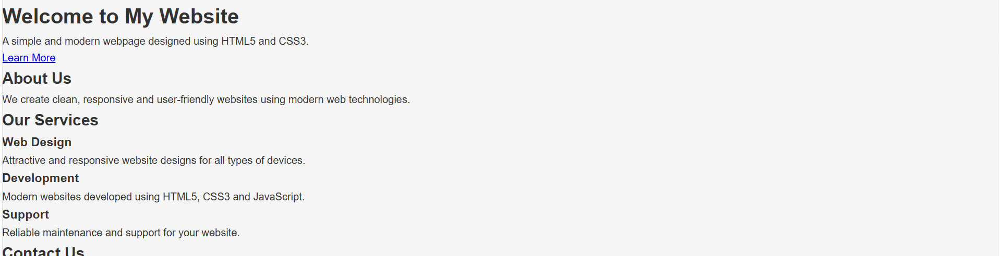 Welcome to My Website
A simple and modern webpage designed using HTML5 and CSS3.
Learn More
About Us
We create clean, responsive and user-friendly websites using modern web technologies.
Our Services
Web Design
Attractive and responsive website designs for all types of devices.
Development
Modern websites developed using HTML5, CSS3 and JavaScript.
Support
Reliable maintenance and support for your website.
Contact Us